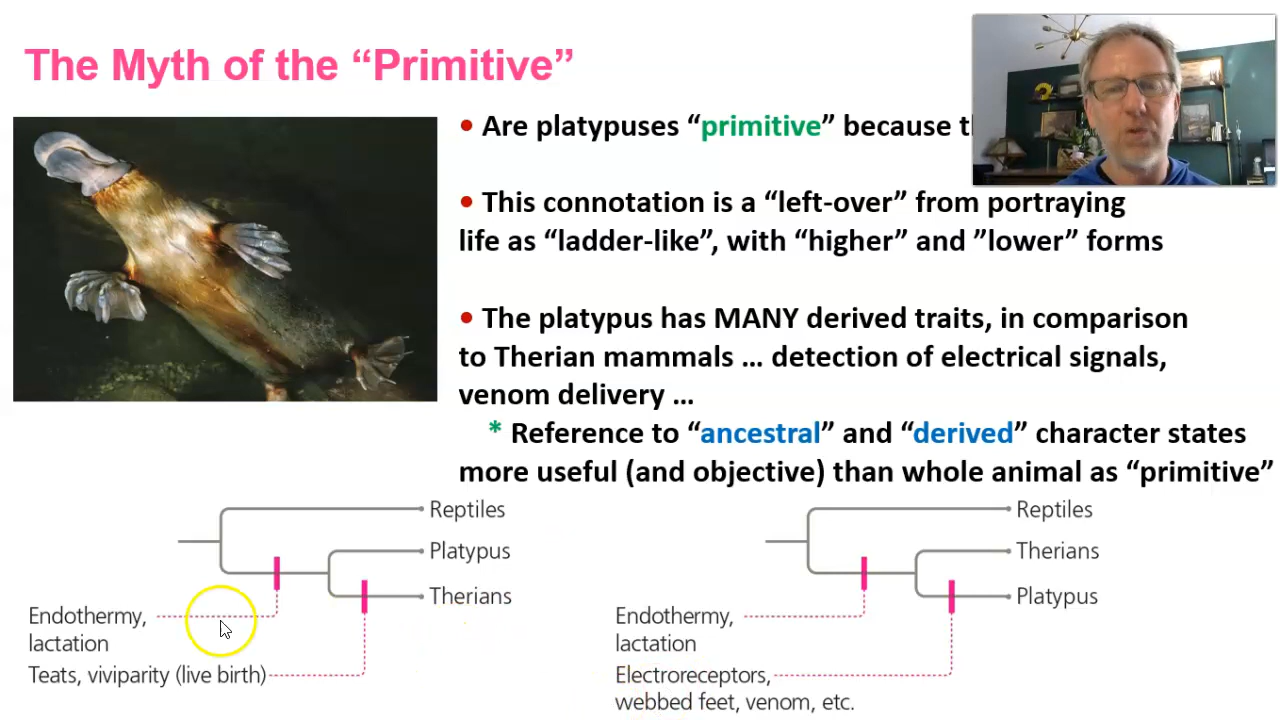 The Myth of the “Primitive”
• Are platypuses “primitive” because
• This connotation is a “left-over” from portraying
life as “ladder-like”, with “higher” and ”lower” forms
• The platypus has MANY derived traits, in comparison
to Therian mammals … detection of electrical signals,
venom delivery …
* Reference to “ancestral” and “derived” character states
more useful (and objective) than whole animal as “primitive”
Reptiles
Platypus
Therians
Endothermy,
lactation
Teats, viviparity (live birth)
Reptiles
Therians
Platypus
Endothermy,
lactation
Electroreceptors,
webbed feet, venom, etc.